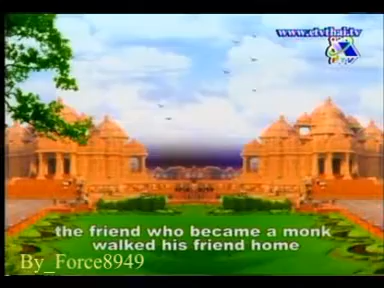 www.etvthai.tv
the friend who became a monk
walked his friend home
By_Force8949